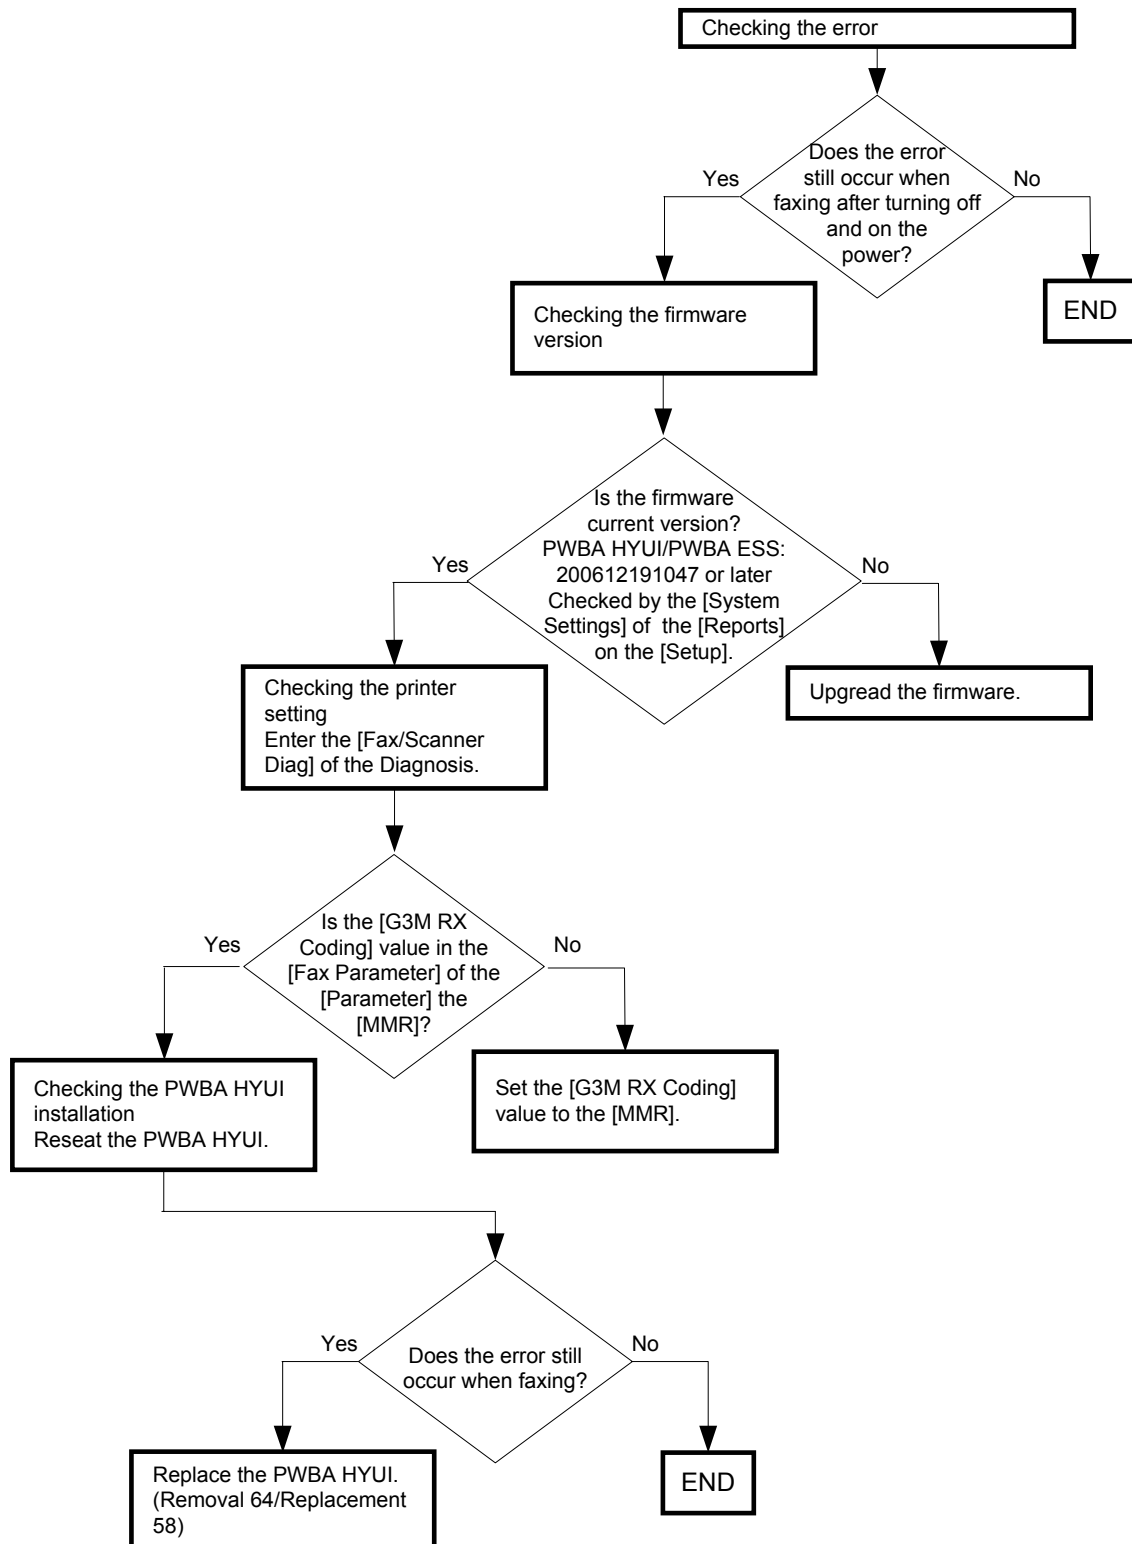 Checking the error
Does the error
still occur when
faxing after turning off
and on the
power?
Yes
No
END
Checking the firmware
version
Is the firmware
current version?
PWBA HYUI/PWBA ESS:
200612191047 or later
Checked by the [System
Settings] of the [Reports]
on the [Setup].
Yes
No
Checking the printer
setting
Enter the [Fax/Scanner
Diag] of the Diagnosis.
Upgread the firmware.
Is the [G3M RX
Coding] value in the
[Fax Parameter] of the
[Parameter] the
[MMR]?
Yes
No
Checking the PWBA HYUI
installation
Reseat the PWBA HYUI.
Set the [G3M RX Coding]
value to the [MMR].
Does the error still
occur when faxing?
Yes
No
Replace the PWBA HYUI.
(Removal 64/Replacement
58)
END